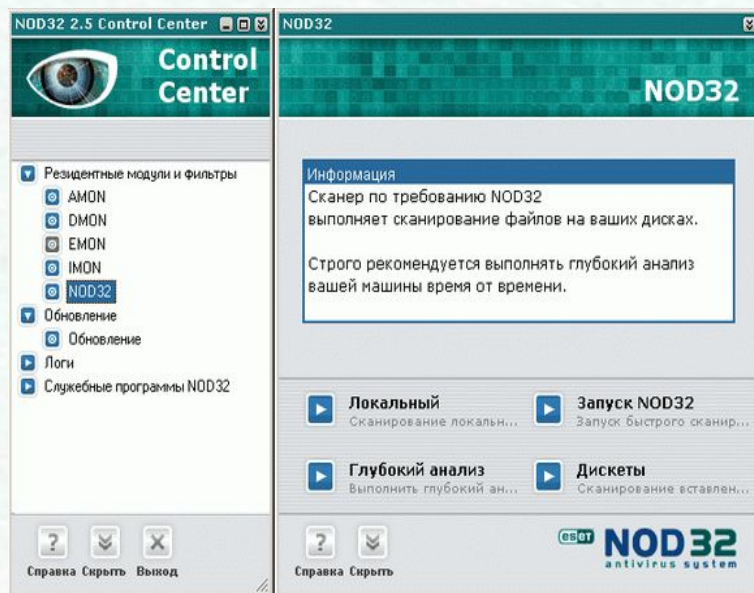 NOD32 2.5 Control Center
Control
Center
Резидентные модули и фильтры
AMON
DMON
EMON
IMON
NOD32
Обновление
Обновление
Логи
Служебные программы NOD32
Справка Скрыть Выход
NOD32
NOD32
Информация
Сканер по требованию NOD32
выполняет сканирование файлов на ваших дисках.
Строго рекомендуется выполнять глубокий анализ
вашей машины время от времени.
Локальный
Сканирование локальн...
Запуск NOD32
Запуск быстрого сканир...
Глубокий анализ
Выполнить глубокий ан...
Дискеты
Сканирование вставлен...
Справка Скрыть
eset NOD32
antivirus system